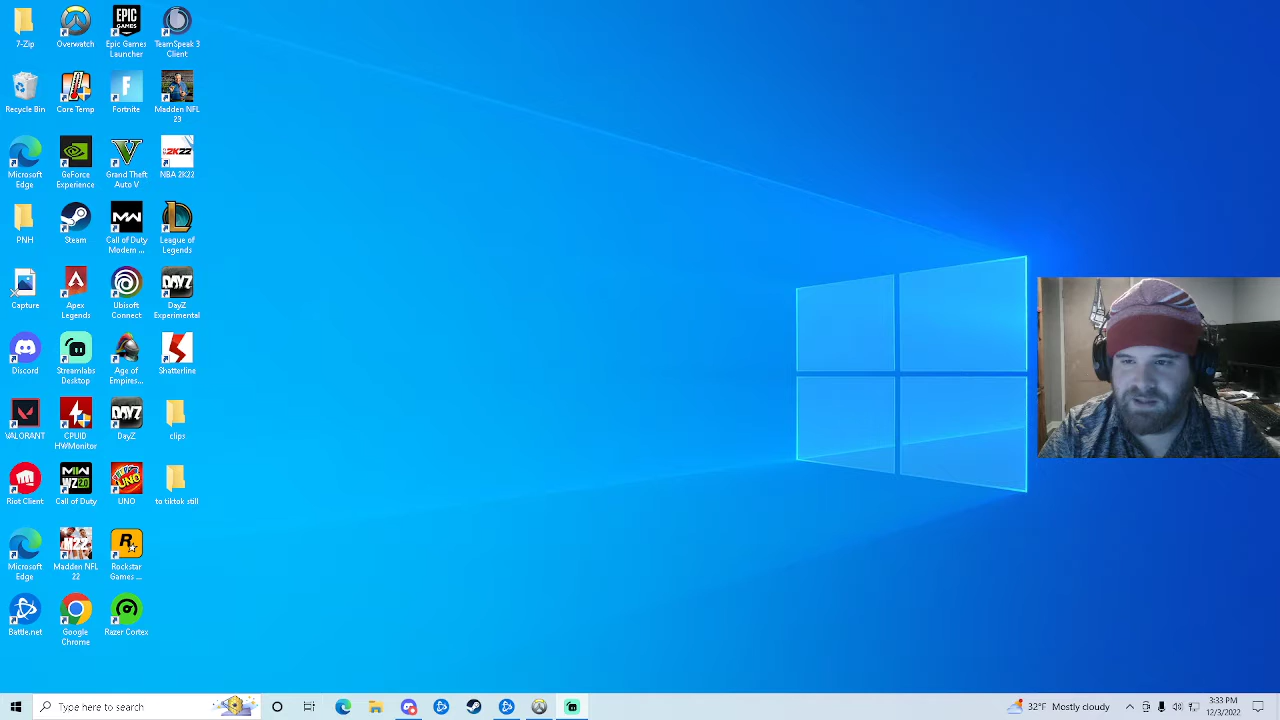 7-Zip
Overwatch
Epic Games
Launcher
TeamSpeak 3
Client
Recycle Bin
Core Temp
Fortnite
Madden NFL
23
Microsoft
Edge
GeForce
Experience
Grand Theft
Auto V
NBA 2K22
PNH
Steam
Call of Duty
Modern ...
League of
Legends
Capture
Apex
Legends
Ubisoft
Connect
DayZ
Experimental
Discord
Streamlabs
Desktop
Age of
Empires...
Shatterline
VALORANT
CPUID
HWMonitor
DayZ
clips
Riot Client
Call of Duty
UNO
to tiktok still
Microsoft
Edge
Madden NFL
22
Rockstar
Games ...
Battle.net
Google
Chrome
Razer Cortex
Type here to search
32°F Mostly cloudy
3:33 PM
12/3/2022